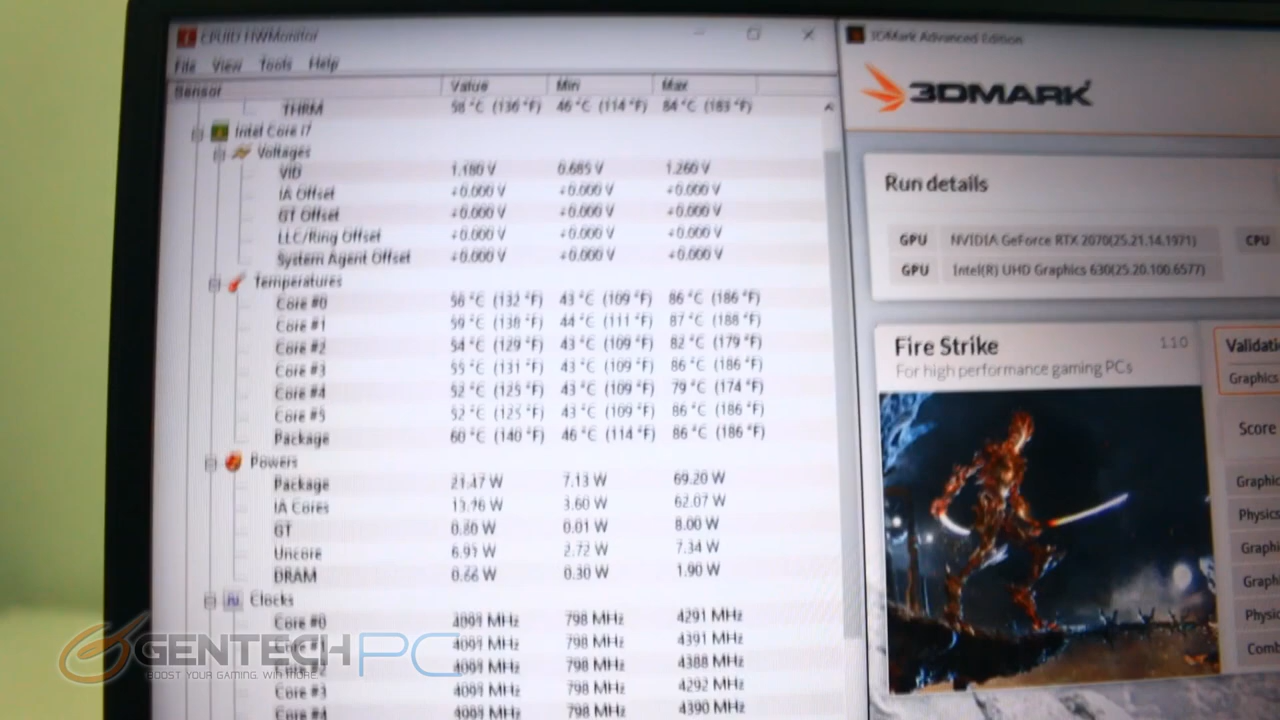 CPUID HWMonitor
File View Tools Help
Sensor Value Min Max
THRM 58 °C (136 °F) 46 °C (114 °F) 84 °C (183 °F)
Intel Core i7
Voltages
VID 1.180 V 0.685 V 1.260 V
IA Offset +0.000 V +0.000 V +0.000 V
GT Offset +0.000 V +0.000 V +0.000 V
LLC/Ring Offset +0.000 V +0.000 V +0.000 V
System Agent Offset +0.000 V +0.000 V +0.000 V
Temperatures
Core #0 56 °C (132 °F) 43 °C (109 °F) 86 °C (186 °F)
Core #1 59 °C (138 °F) 44 °C (111 °F) 87 °C (188 °F)
Core #2 54 °C (129 °F) 43 °C (109 °F) 82 °C (179 °F)
Core #3 55 °C (131 °F) 43 °C (109 °F) 86 °C (186 °F)
Core #4 52 °C (125 °F) 43 °C (109 °F) 79 °C (174 °F)
Core #5 52 °C (125 °F) 43 °C (109 °F) 86 °C (186 °F)
Package 60 °C (140 °F) 46 °C (114 °F) 86 °C (186 °F)
Powers
Package 21.47 W 7.13 W 69.20 W
IA Cores 3.60 W 62.07 W
GT 0.01 W 8.00 W
Uncore 2.72 W 7.34 W
DRAM 0.66 W 0.30 W 1.90 W
Clocks
Core #0 798 MHz 4291 MHz
798 MHz 4391 MHz
798 MHz 4388 MHz
Core #3 798 MHz 4292 MHz
Core #4 798 MHz 4390 MHz
3DMark Advanced Edition
3DMARK
Run details
GPU NVIDIA GeForce RTX 2070(25.21.14.1971) CPU
GPU Intel(R) UHD Graphics 630(25.20.100.6577)
Fire Strike 1.1.0
For high performance gaming PCs
Graphics
Score
GENTECH PC
BOOST YOUR GAMING. WIN MORE.